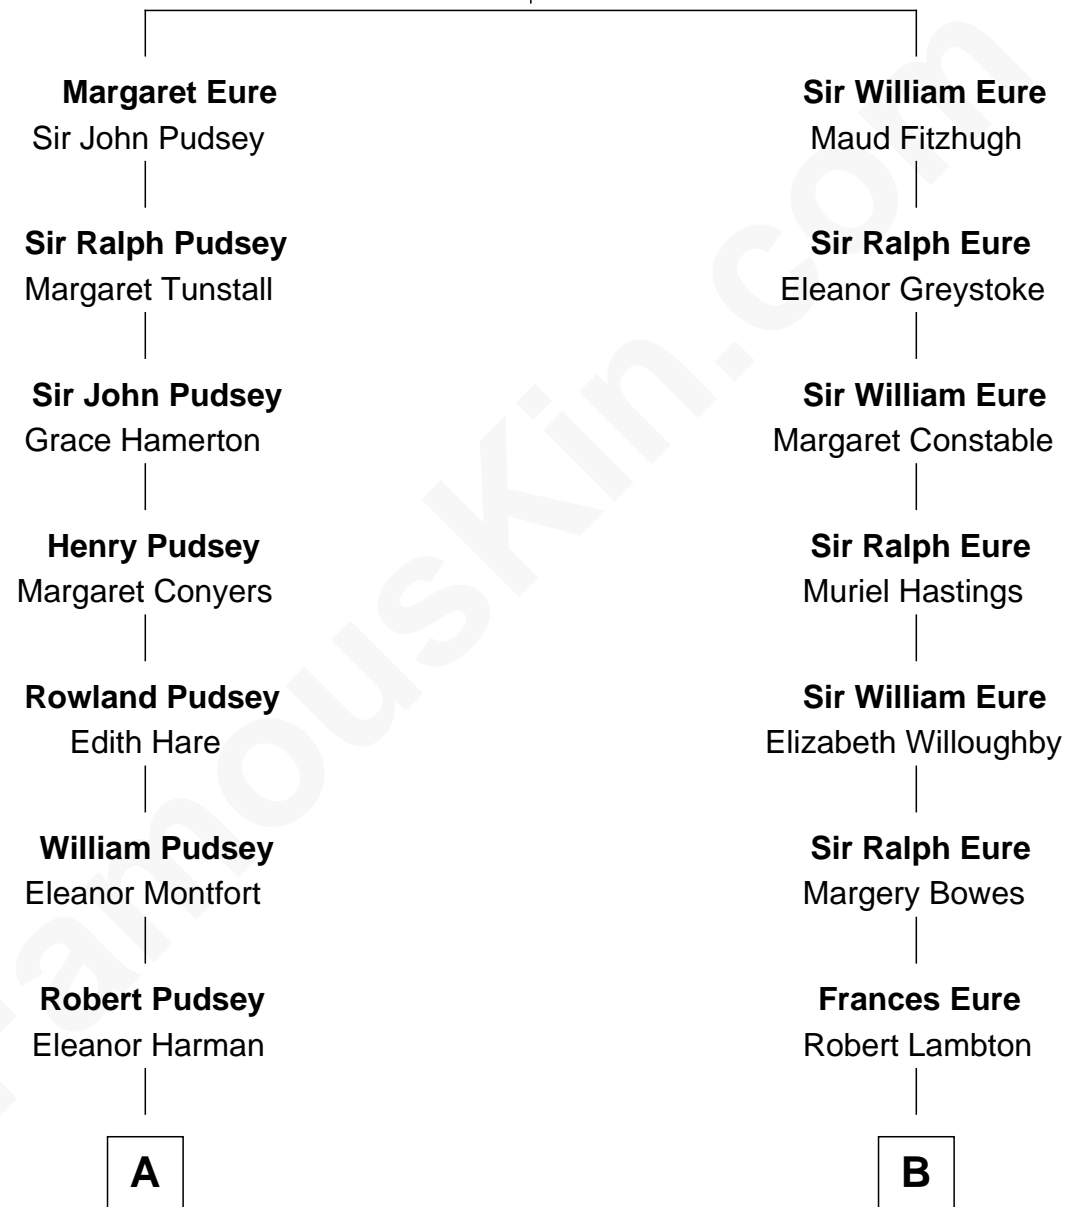 Margaret Eure
Sir John Pudsey
Sir Ralph Pudsey
Margaret Tunstall
Sir John Pudsey
Grace Hamerton
Henry Pudsey
Margaret Conyers
Rowland Pudsey
Edith Hare
William Pudsey
Eleanor Montfort
Robert Pudsey
Eleanor Harman
A
Sir William Eure
Maud Fitzhugh
Sir Ralph Eure
Eleanor Greystoke
Sir William Eure
Margaret Constable
Sir Ralph Eure
Muriel Hastings
Sir William Eure
Elizabeth Willoughby
Sir Ralph Eure
Margery Bowes
Frances Eure
Robert Lambton
B
FamousKin.com